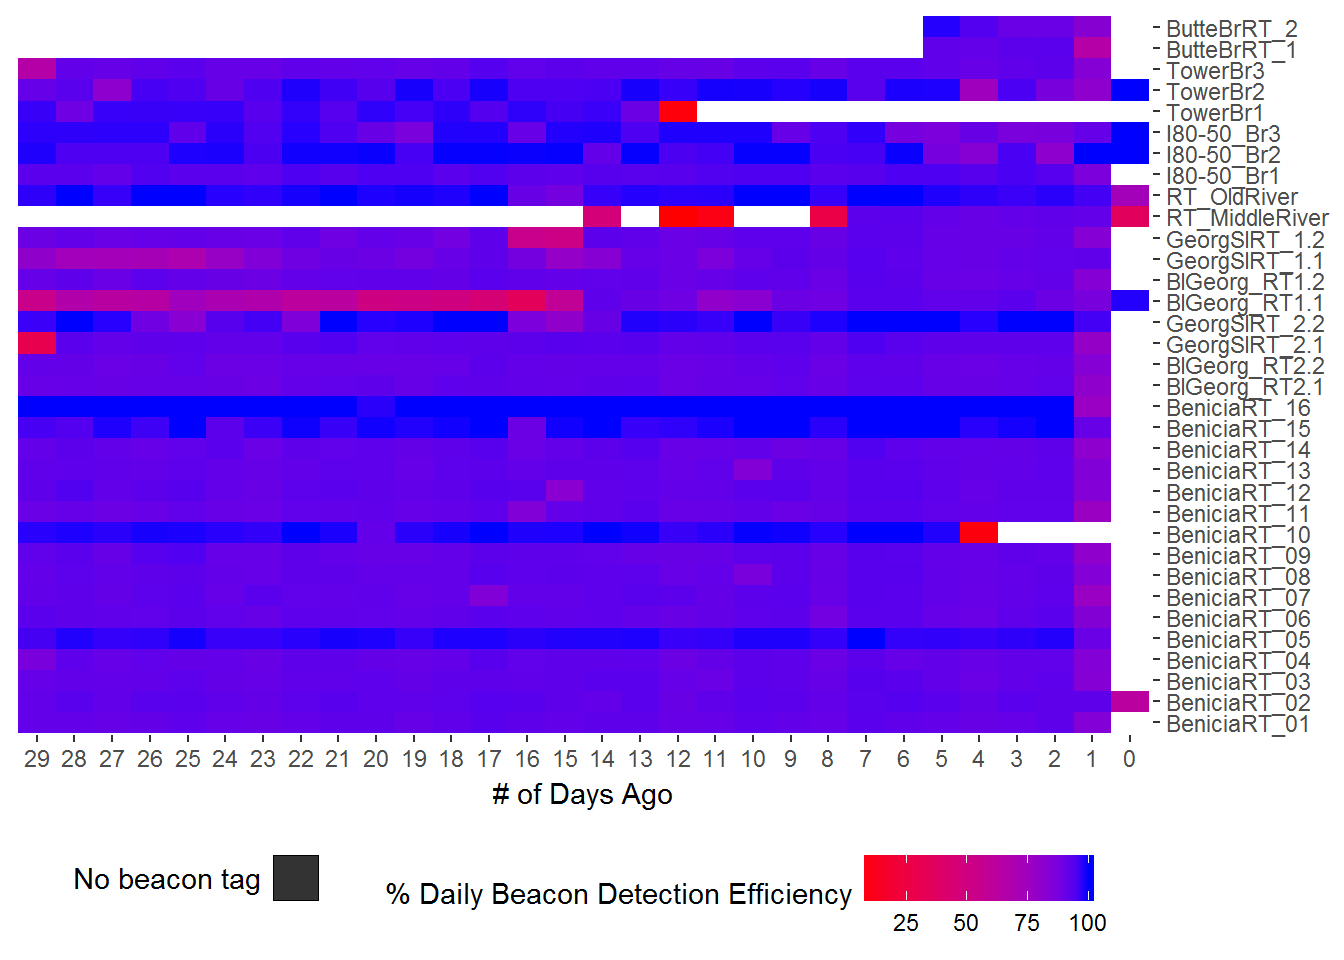 ButteBrRT_2
ButteBrRT_1
TowerBr3
TowerBr2
TowerBr1
I80-50_Br3
I80-50_Br2
I80-50_Br1
RT_OldRiver
RT_MiddleRiver
GeorgSlRT_1.2
GeorgSlRT_1.1
BlGeorg_RT1.2
BlGeorg_RT1.1
GeorgSlRT_2.2
GeorgSlRT_2.1
BlGeorg_RT2.2
BlGeorg_RT2.1
BeniciaRT_16
BeniciaRT_15
BeniciaRT_14
BeniciaRT_13
BeniciaRT_12
BeniciaRT_11
BeniciaRT_10
BeniciaRT_09
BeniciaRT_08
BeniciaRT_07
BeniciaRT_06
BeniciaRT_05
BeniciaRT_04
BeniciaRT_03
BeniciaRT_02
BeniciaRT_01
29 28 27 26 25 24 23 22 21 20 19 18 17 16 15 14 13 12 11 10 9 8 7 6 5 4 3 2 1 0
# of Days Ago
No beacon tag
% Daily Beacon Detection Efficiency
25 50 75 100